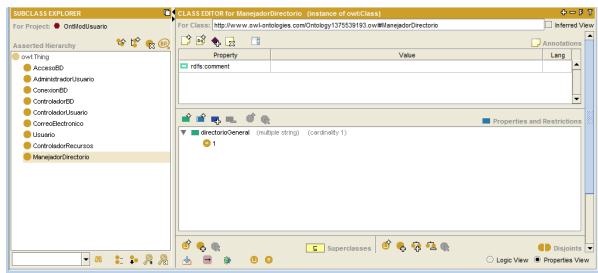 SUBCLASS EXPLORER
For Project: OntModUsuario
Asserted Hierarchy
owl:Thing
AccesoBD
AdministradorUsuario
ConexionBD
ControladorBD
ControladorUsuario
CorreoElectronico
Usuario
ControladorRecursos
ManejadorDirectorio
CLASS EDITOR for ManejadorDirectorio (instance of owl:Class)
For Class: http://www.owl-ontologies.com/Ontology1375539193.owl#ManejadorDirectorio
Inferred View
Annotations
Property Value Lang
rdfs:comment
Properties and Restrictions
directorioGeneral (multiple string) (cardinality 1)
1
Superclasses
Disjoints
Logic View Properties View